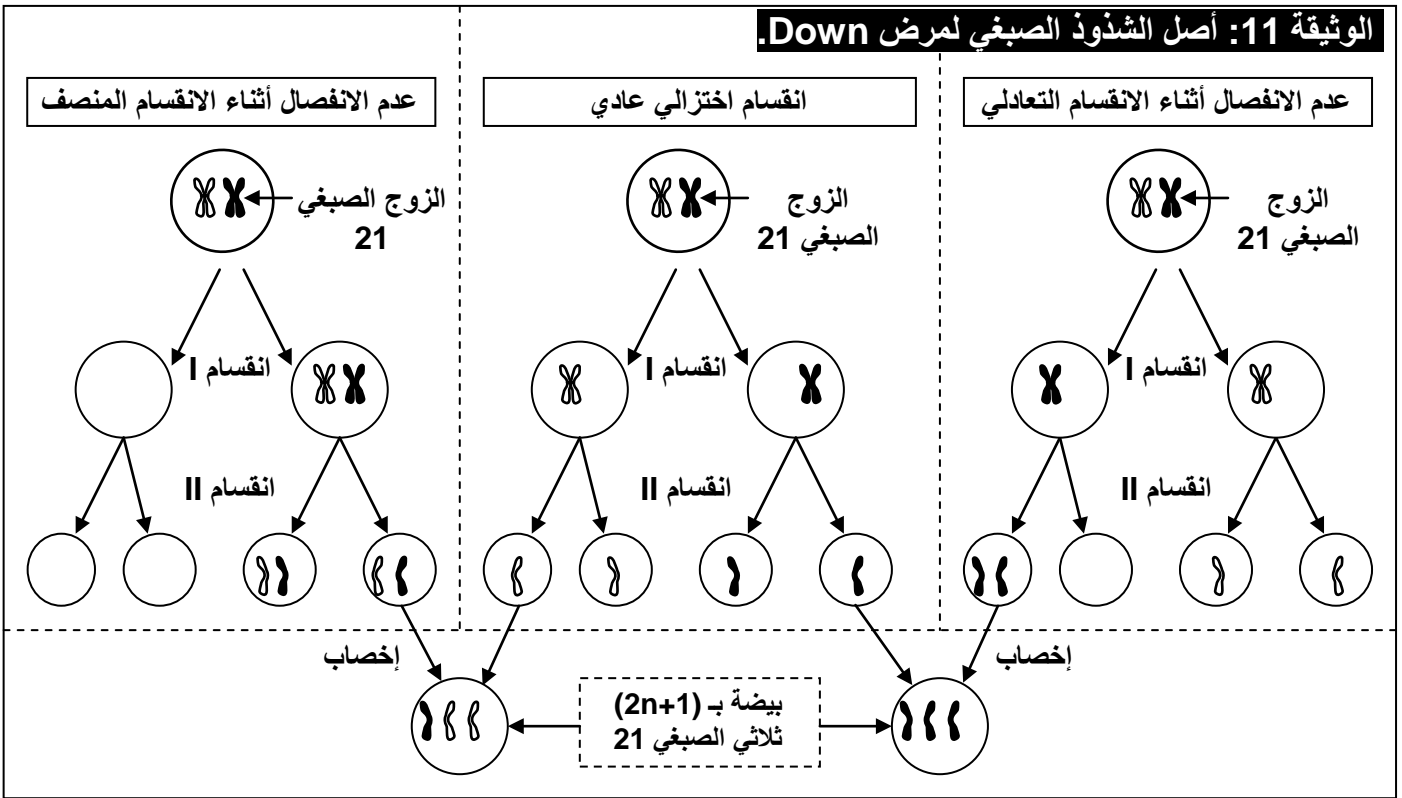 الوثيقة 11: أصل الشذوذ الصبغي لمرض Down.
عدم الانفصال أثناء الانقسام التعادلي
انقسام اختزالي عادي
عدم الانفصال أثناء الانقسام المنصف
الزوج
الصبغي 21
الزوج
الصبغي 21
الزوج الصبغي
21
انقسام I
انقسام I
انقسام I
انقسام II
انقسام II
انقسام II
إخصاب
إخصاب
بيضة بـ (2n+1)
ثلاثي الصبغي 21